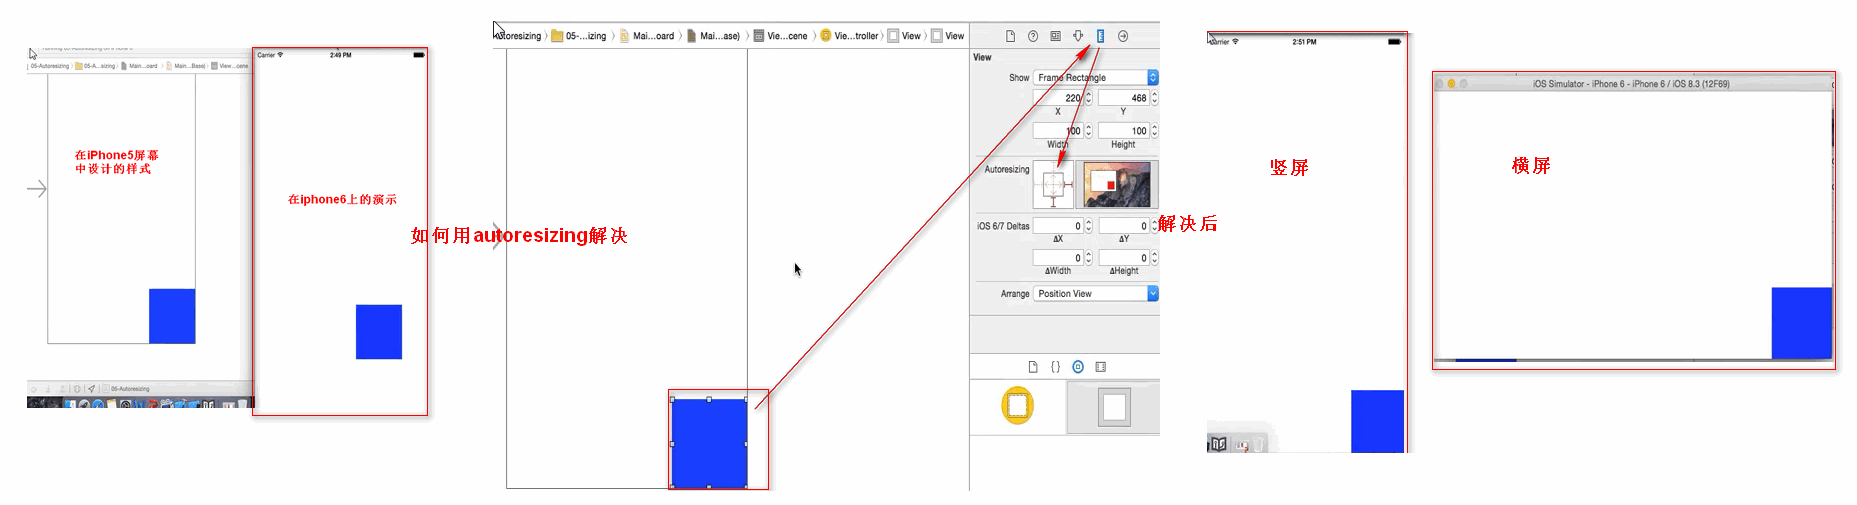 05-Autoresizing 05-A...sizing Main...oard Main...Base) View...cene
在iPhone5屏幕
中设计的样式
05-Autoresizing
Carrier 2:49 PM
在iphone6上的演示
如何用autoresizing解决
utoresizing 05-...izing Mai...oard Mai...ase) Vie...cene Vie...troller View View
View
Show Frame Rectangle
220 468
X Y
100 100
Width Height
Autoresizing
iOS 6/7 Deltas 0 0
ΔX ΔY
0 0
ΔWidth ΔHeight
Arrange Position View
{}
解决后
arrier 2:51 PM
竖屏
iOS Simulator - iPhone 6 - iPhone 6 / iOS 8.3 (12F69)
横屏